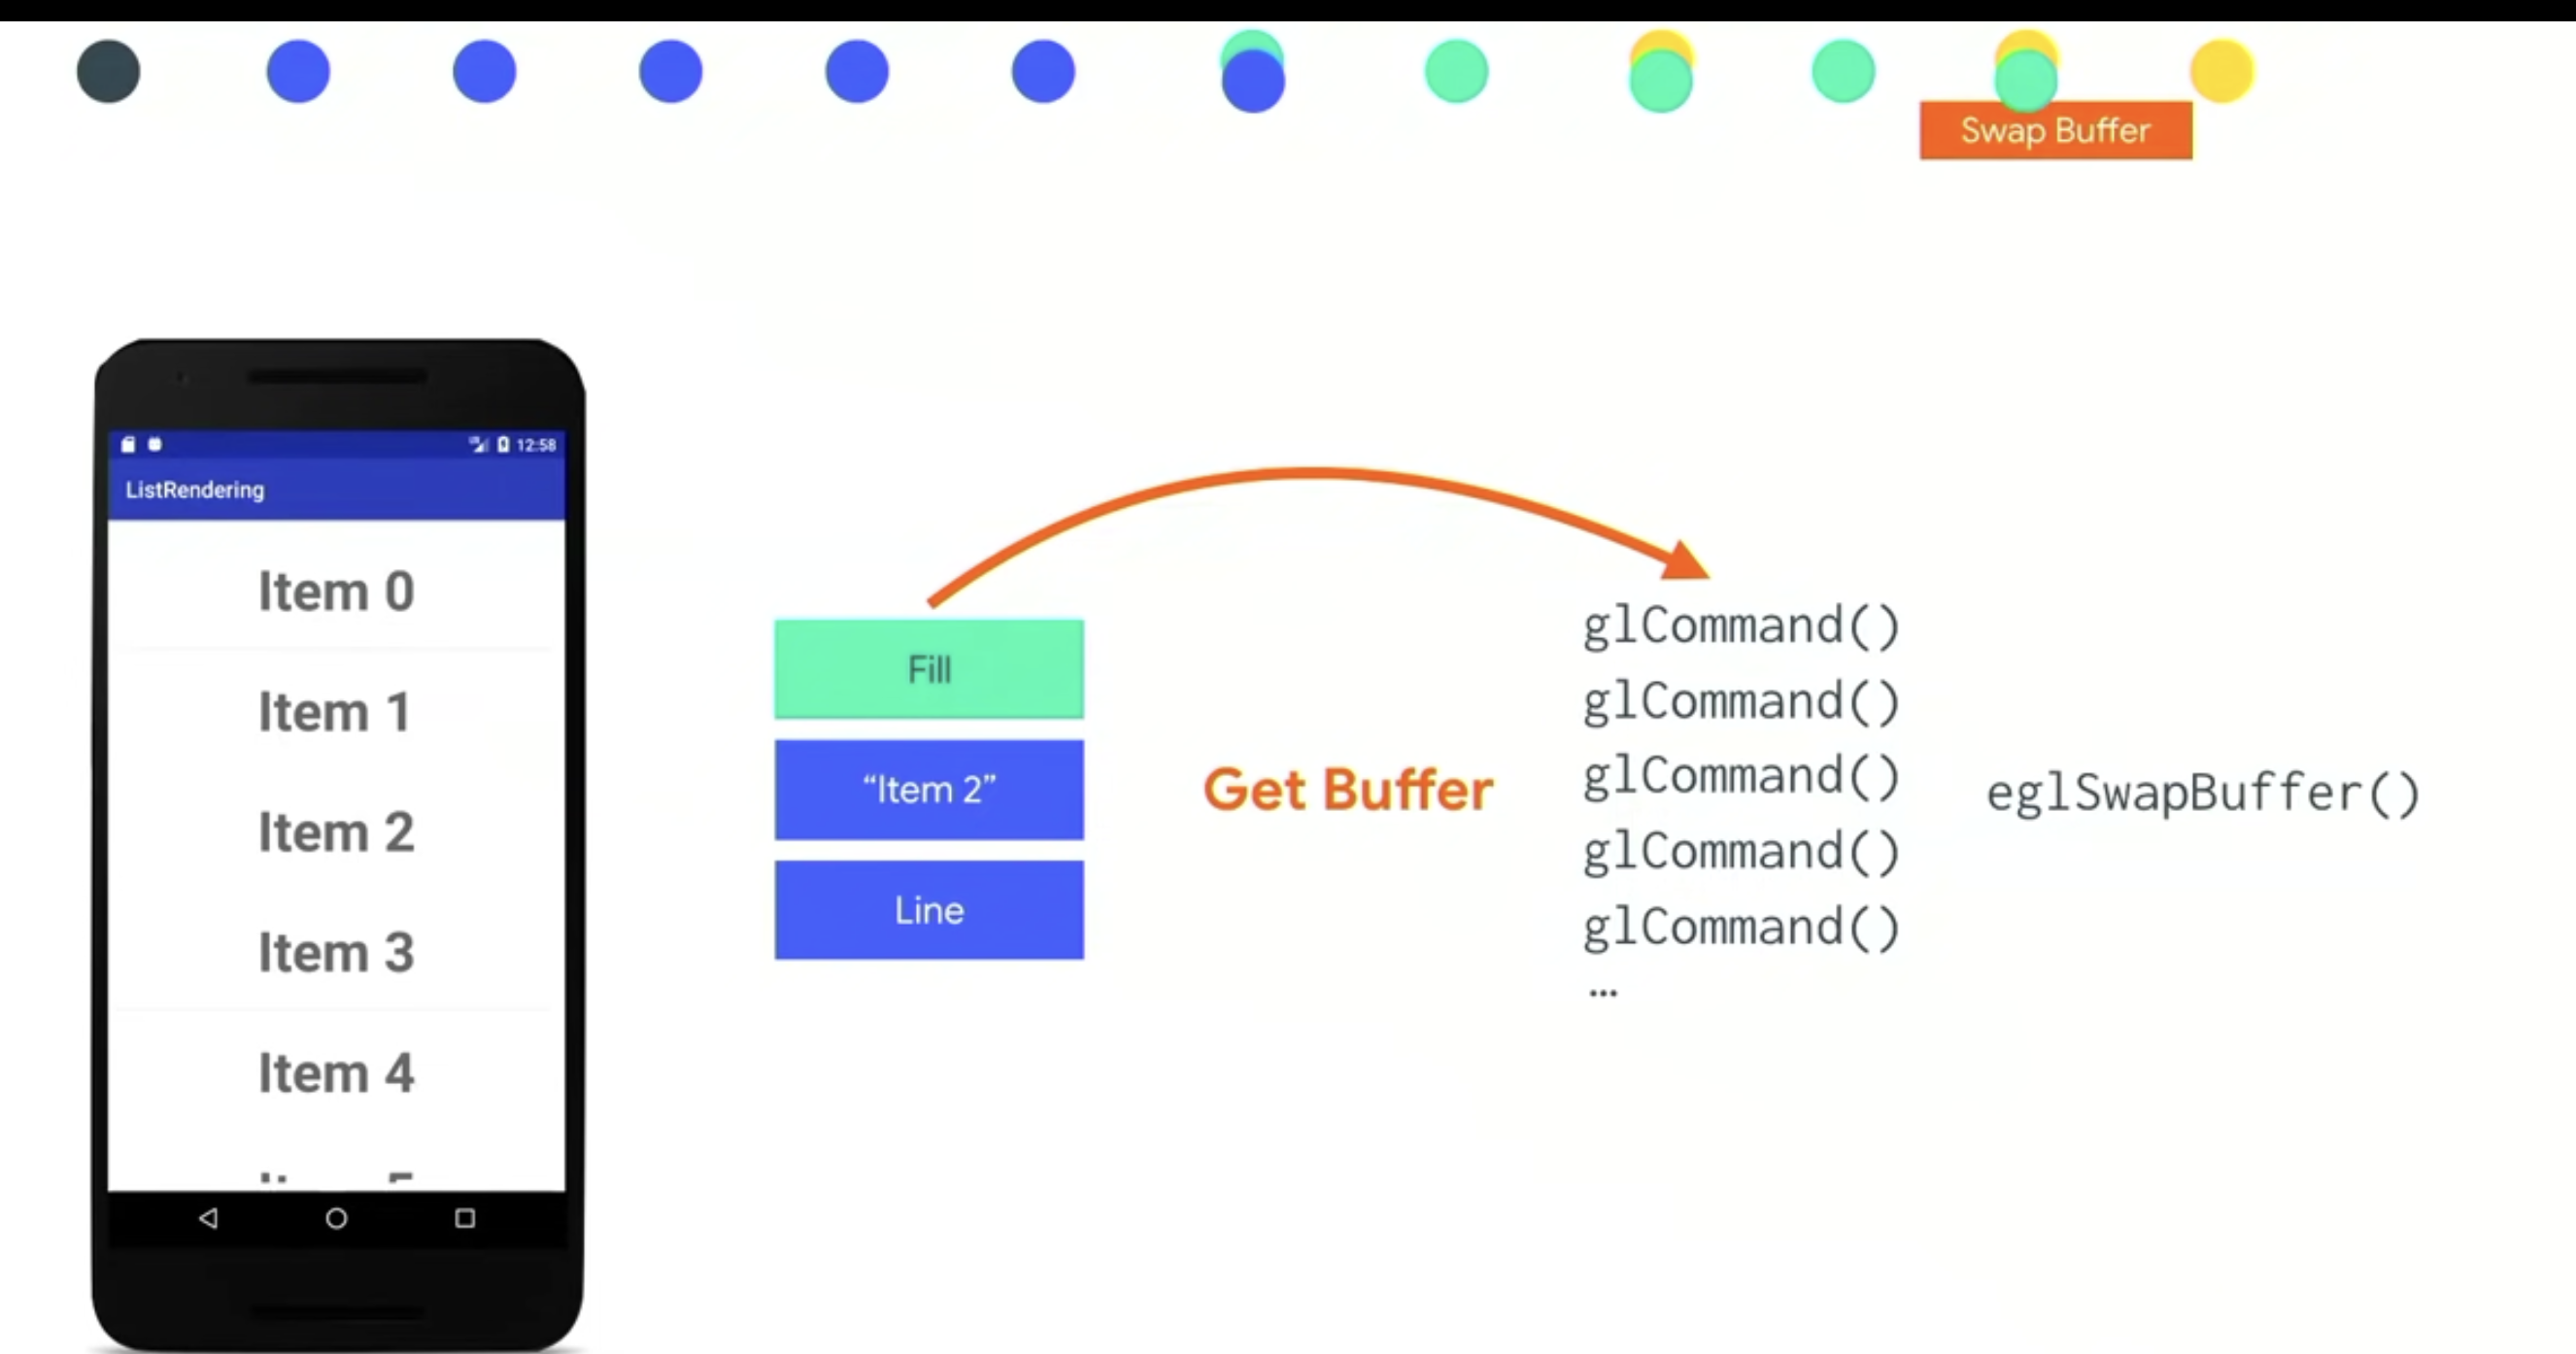 Swap Buffer
12:58
ListRendering
Item 0
Item 1
Item 2
Item 3
Item 4
Fill
“Item 2”
Line
Get Buffer
glCommand()
glCommand()
glCommand()
glCommand()
glCommand()
...
eglSwapBuffer()